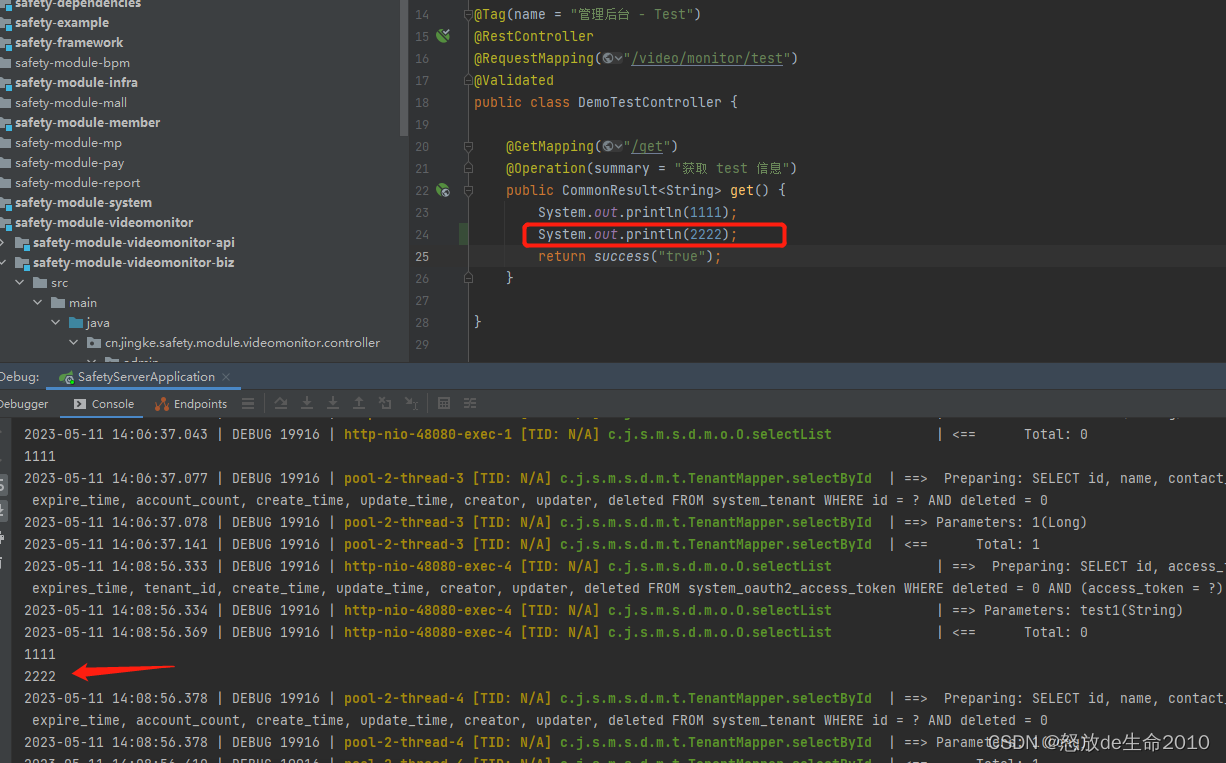 safety-dependencies
safety-example
safety-framework
safety-module-bpm
safety-module-infra
safety-module-mall
safety-module-member
safety-module-mp
safety-module-pay
safety-module-report
safety-module-system
safety-module-videomonitor
safety-module-videomonitor-api
safety-module-videomonitor-biz
src
main
java
cn.jingke.safety.module.videomonitor.controller
admin
14 @Tag(name = "管理后台 - Test")
15 @RestController
16 @RequestMapping("/video/monitor/test")
17 @Validated
18 public class DemoTestController {
19
20 @GetMapping("/get")
21 @Operation(summary = "获取 test 信息")
22 public CommonResult<String> get() {
23 System.out.println(1111);
24 System.out.println(2222);
25 return success("true");
26 }
27
28 }
29
Debug: SafetyServerApplication
Debugger Console Endpoints
2023-05-11 14:06:37.043 | DEBUG 19916 | http-nio-48080-exec-1 [TID: N/A] c.j.s.m.s.d.m.o.O.selectList | <== Total: 0
1111
2023-05-11 14:06:37.077 | DEBUG 19916 | pool-2-thread-3 [TID: N/A] c.j.s.m.s.d.m.t.TenantMapper.selectById | ==> Preparing: SELECT id, name, contact_
expire_time, account_count, create_time, update_time, creator, updater, deleted FROM system_tenant WHERE id = ? AND deleted = 0
2023-05-11 14:06:37.078 | DEBUG 19916 | pool-2-thread-3 [TID: N/A] c.j.s.m.s.d.m.t.TenantMapper.selectById | ==> Parameters: 1(Long)
2023-05-11 14:06:37.141 | DEBUG 19916 | pool-2-thread-3 [TID: N/A] c.j.s.m.s.d.m.t.TenantMapper.selectById | <== Total: 1
2023-05-11 14:08:56.333 | DEBUG 19916 | http-nio-48080-exec-4 [TID: N/A] c.j.s.m.s.d.m.o.O.selectList | ==> Preparing: SELECT id, access_
expires_time, tenant_id, create_time, update_time, creator, updater, deleted FROM system_oauth2_access_token WHERE deleted = 0 AND (access_token = ?)
2023-05-11 14:08:56.334 | DEBUG 19916 | http-nio-48080-exec-4 [TID: N/A] c.j.s.m.s.d.m.o.O.selectList | ==> Parameters: test1(String)
2023-05-11 14:08:56.369 | DEBUG 19916 | http-nio-48080-exec-4 [TID: N/A] c.j.s.m.s.d.m.o.O.selectList | <== Total: 0
1111
2222
2023-05-11 14:08:56.378 | DEBUG 19916 | pool-2-thread-4 [TID: N/A] c.j.s.m.s.d.m.t.TenantMapper.selectById | ==> Preparing: SELECT id, name, contact_
expire_time, account_count, create_time, update_time, creator, updater, deleted FROM system_tenant WHERE id = ? AND deleted = 0
2023-05-11 14:08:56.378 | DEBUG 19916 | pool-2-thread-4 [TID: N/A] c.j.s.m.s.d.m.t.TenantMapper.selectById | ==>
CSDN @怒放de生命2010